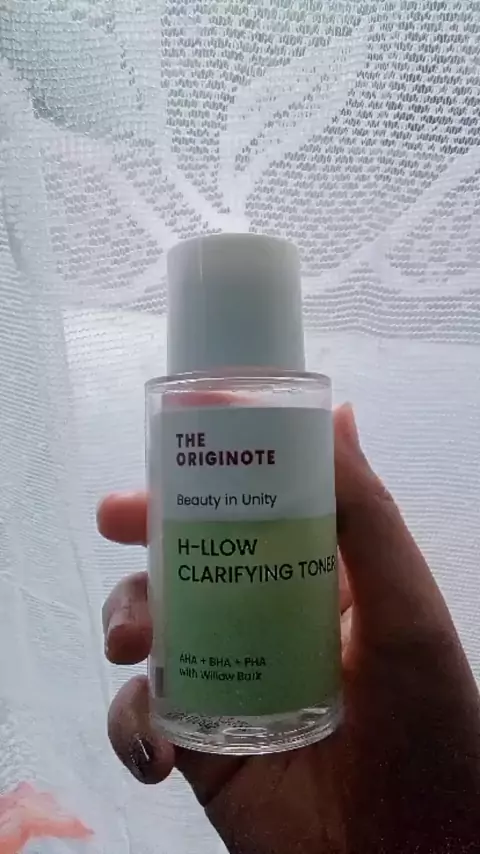 THE
ORIGINOTE
Beauty in Unity
H-LLOW
CLARIFYING TONER
AHA + BHA + PHA
with Willow Bark